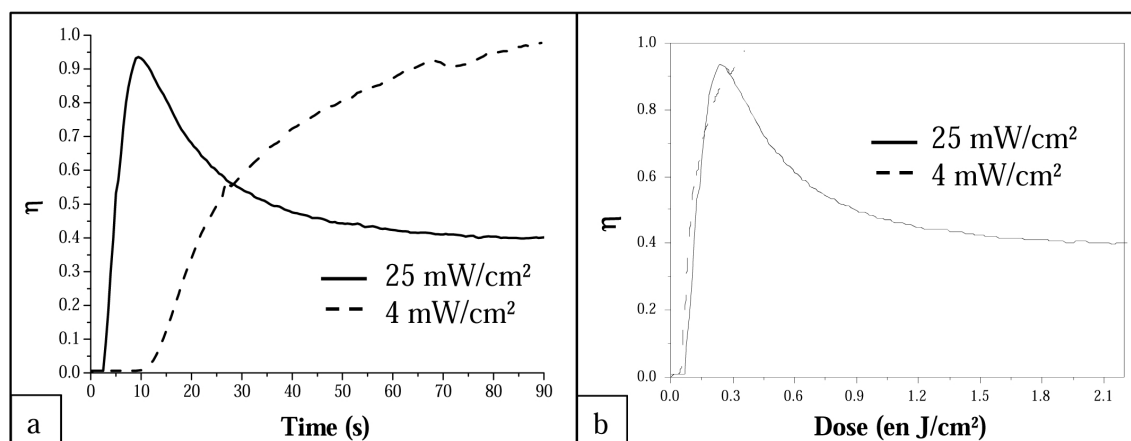 1.0
0.9
0.8
0.7
0.6
0.5
0.4
0.3
0.2
0.1
0.0
η
25 mW/cm²
4 mW/cm²
0 10 20 30 40 50 60 70 80 90
Time (s)
a
1.0
0.8
0.6
0.4
0.2
0.0
η
25 mW/cm²
4 mW/cm²
0.0 0.3 0.6 0.9 1.2 1.5 1.8 2.1
Dose (en J/cm²)
b